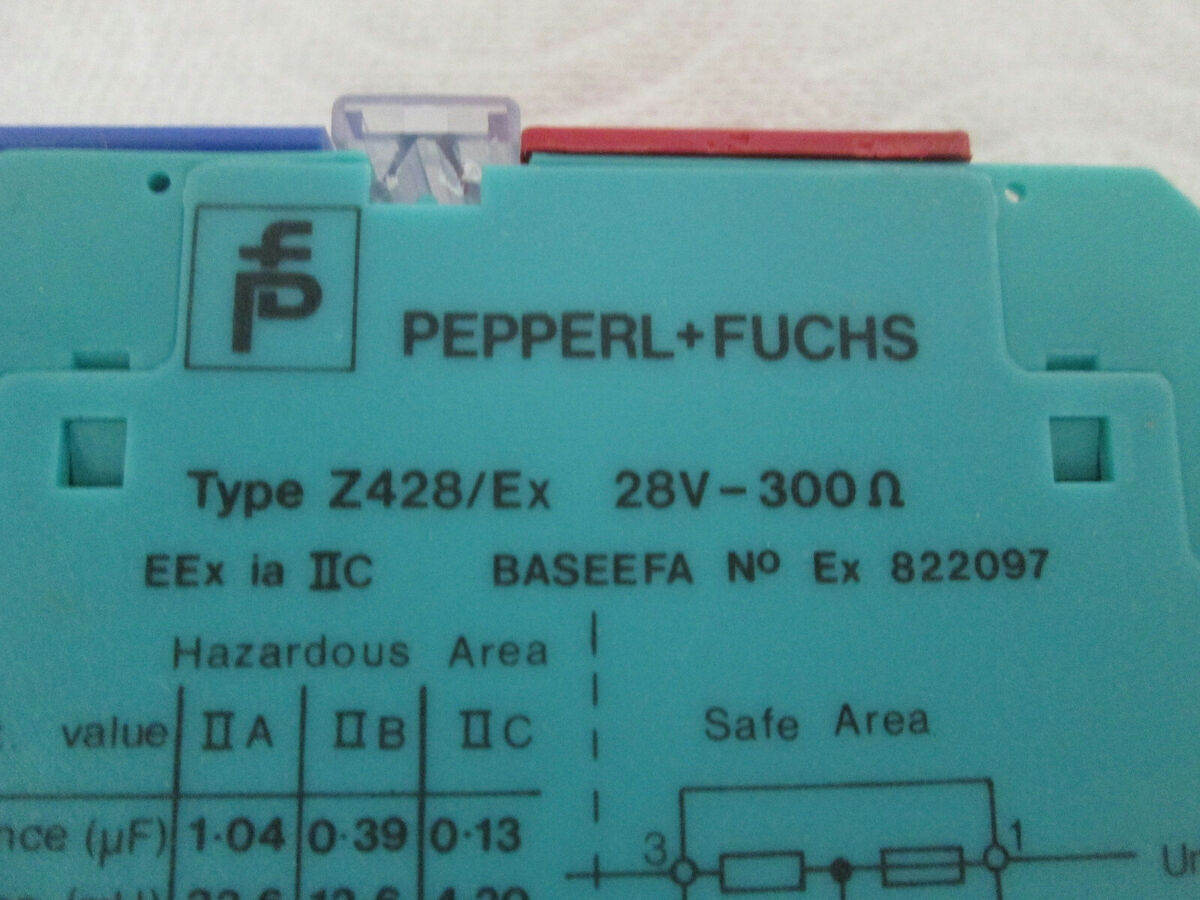 fP
PEPPERL+FUCHS
Type Z428/Ex 28V-300Ω
EEx ia IIC BASEEFA Nº Ex 822097
Hazardous Area
Safe Area
value IIA IIB IIC
(µF) 1·04 0·39 0·13
3 1